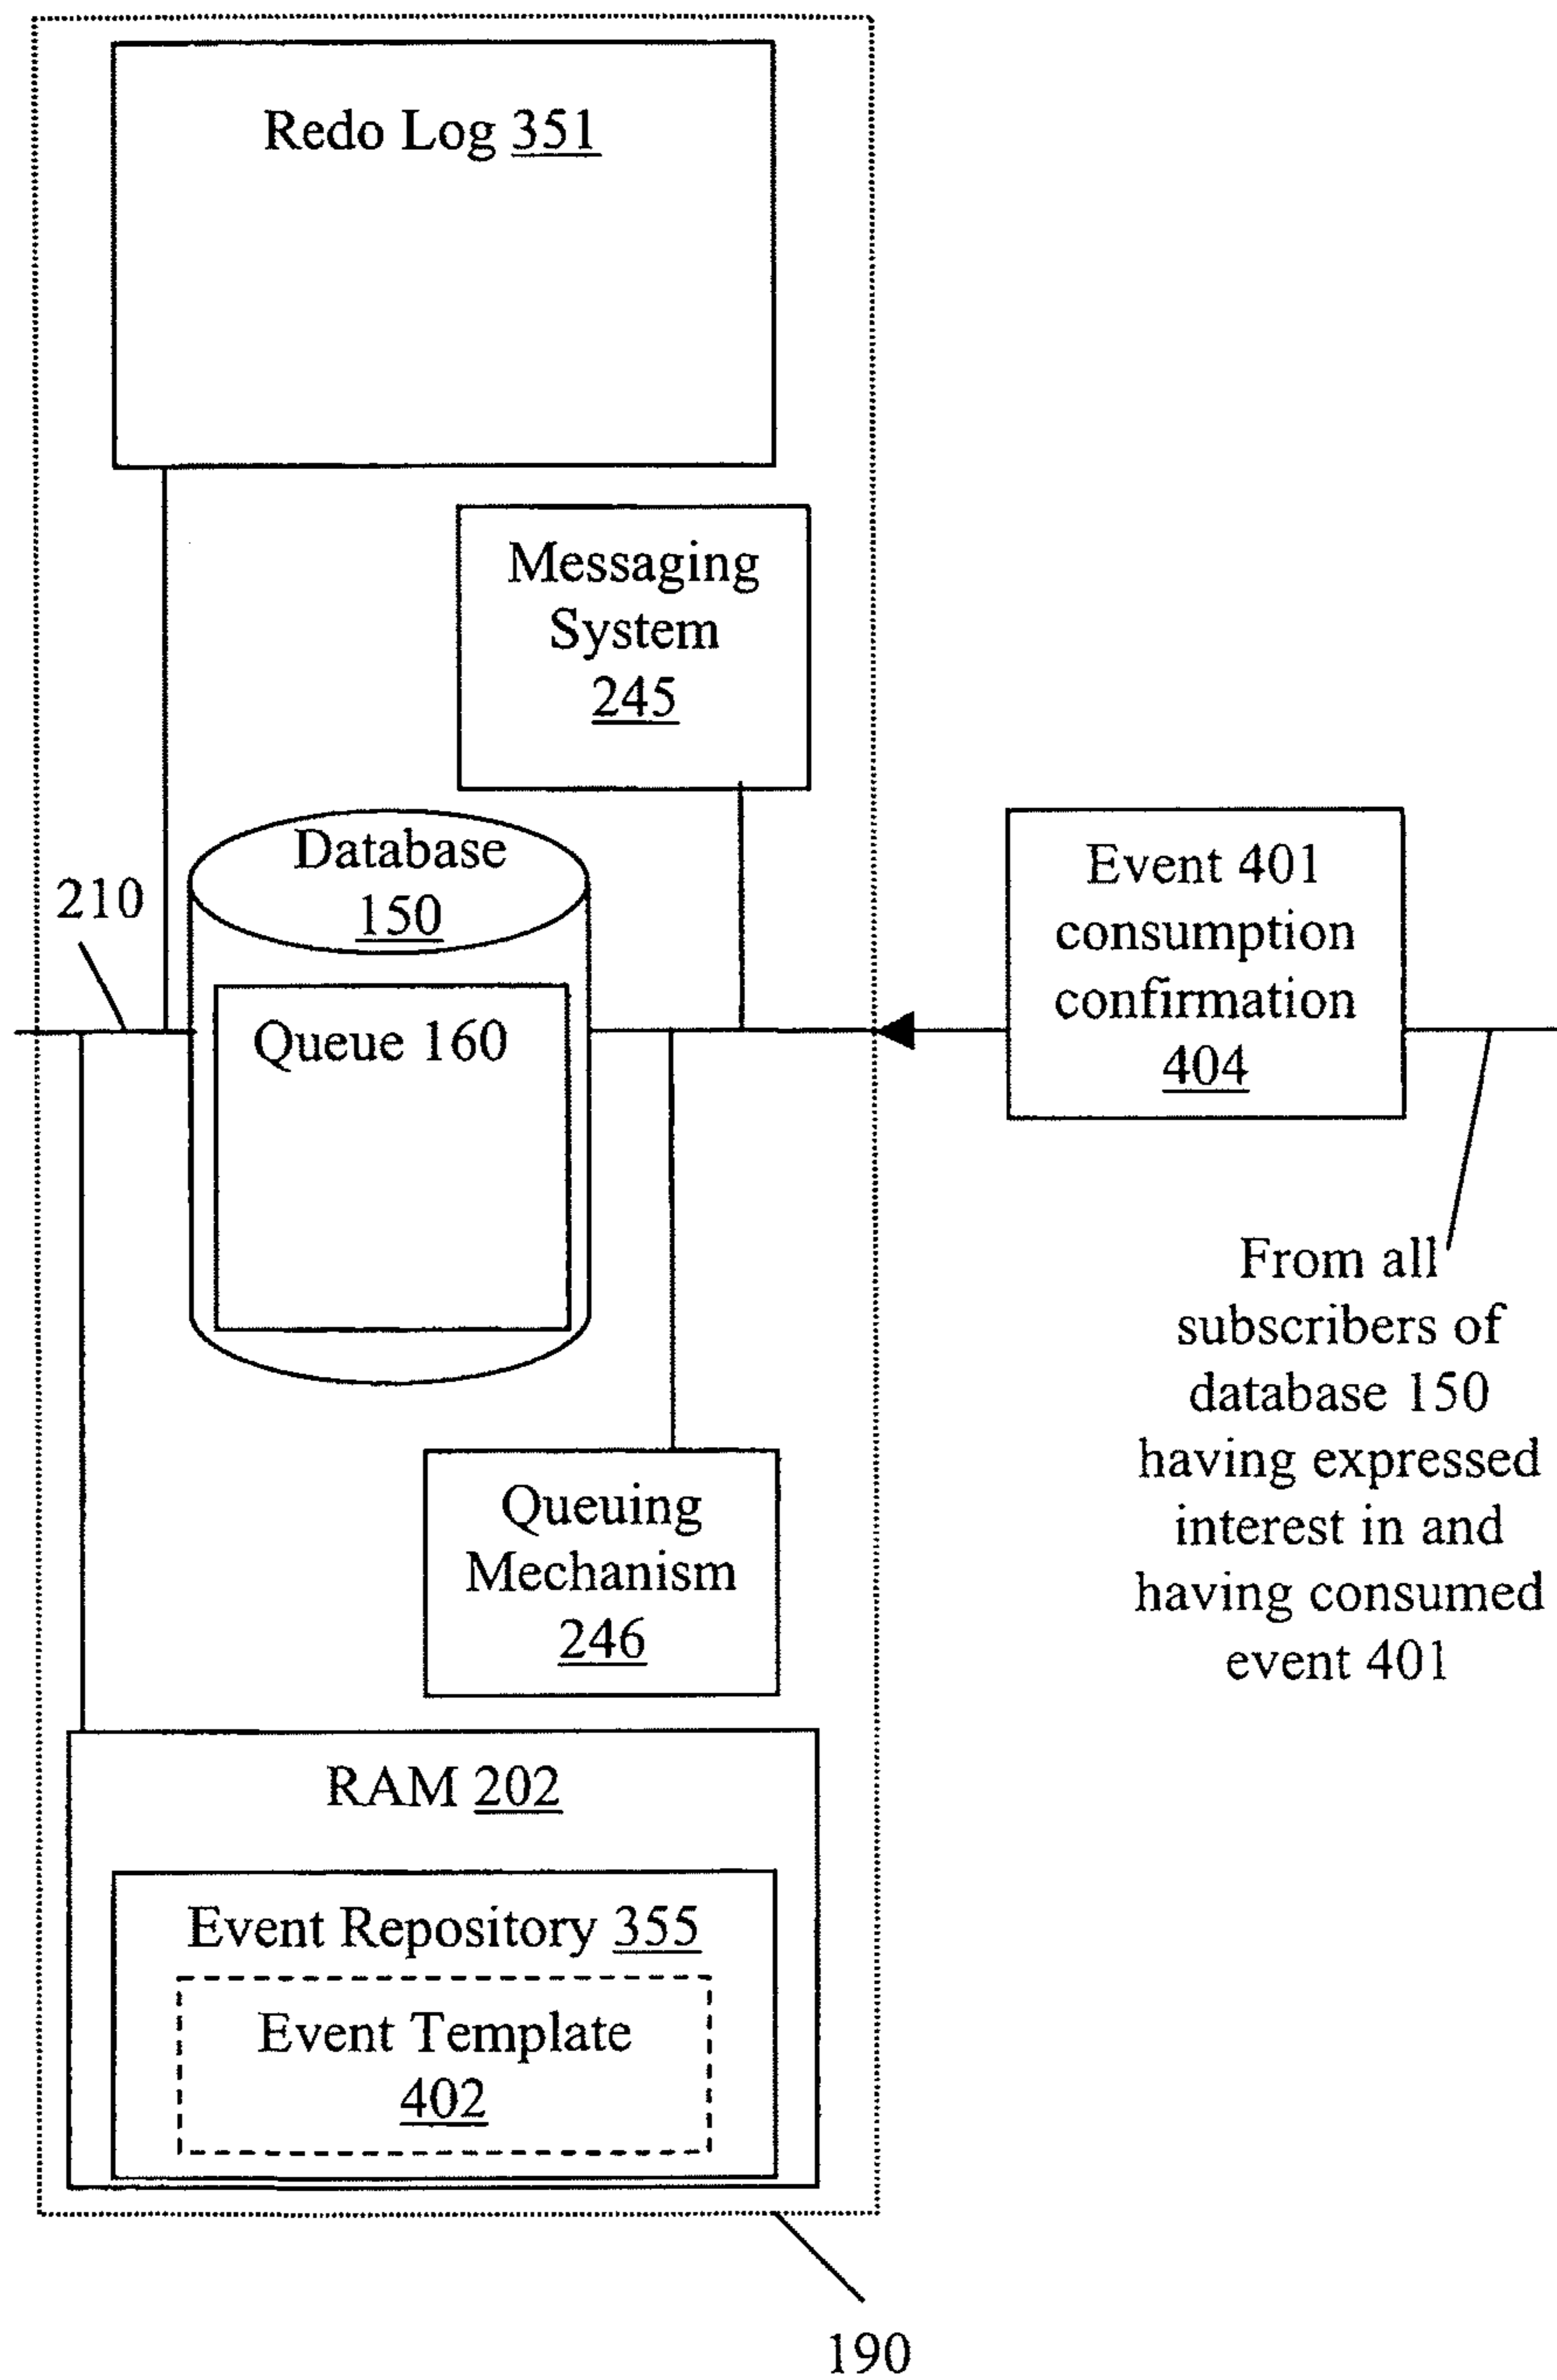 Redo Log 351
Messaging
System
245
Database
150
210
Queue 160
Event 401
consumption
confirmation
404
From all
subscribers of
database 150
having expressed
interest in and
having consumed
event 401
Queuing
Mechanism
246
RAM 202
Event Repository 355
Event Template
402
190